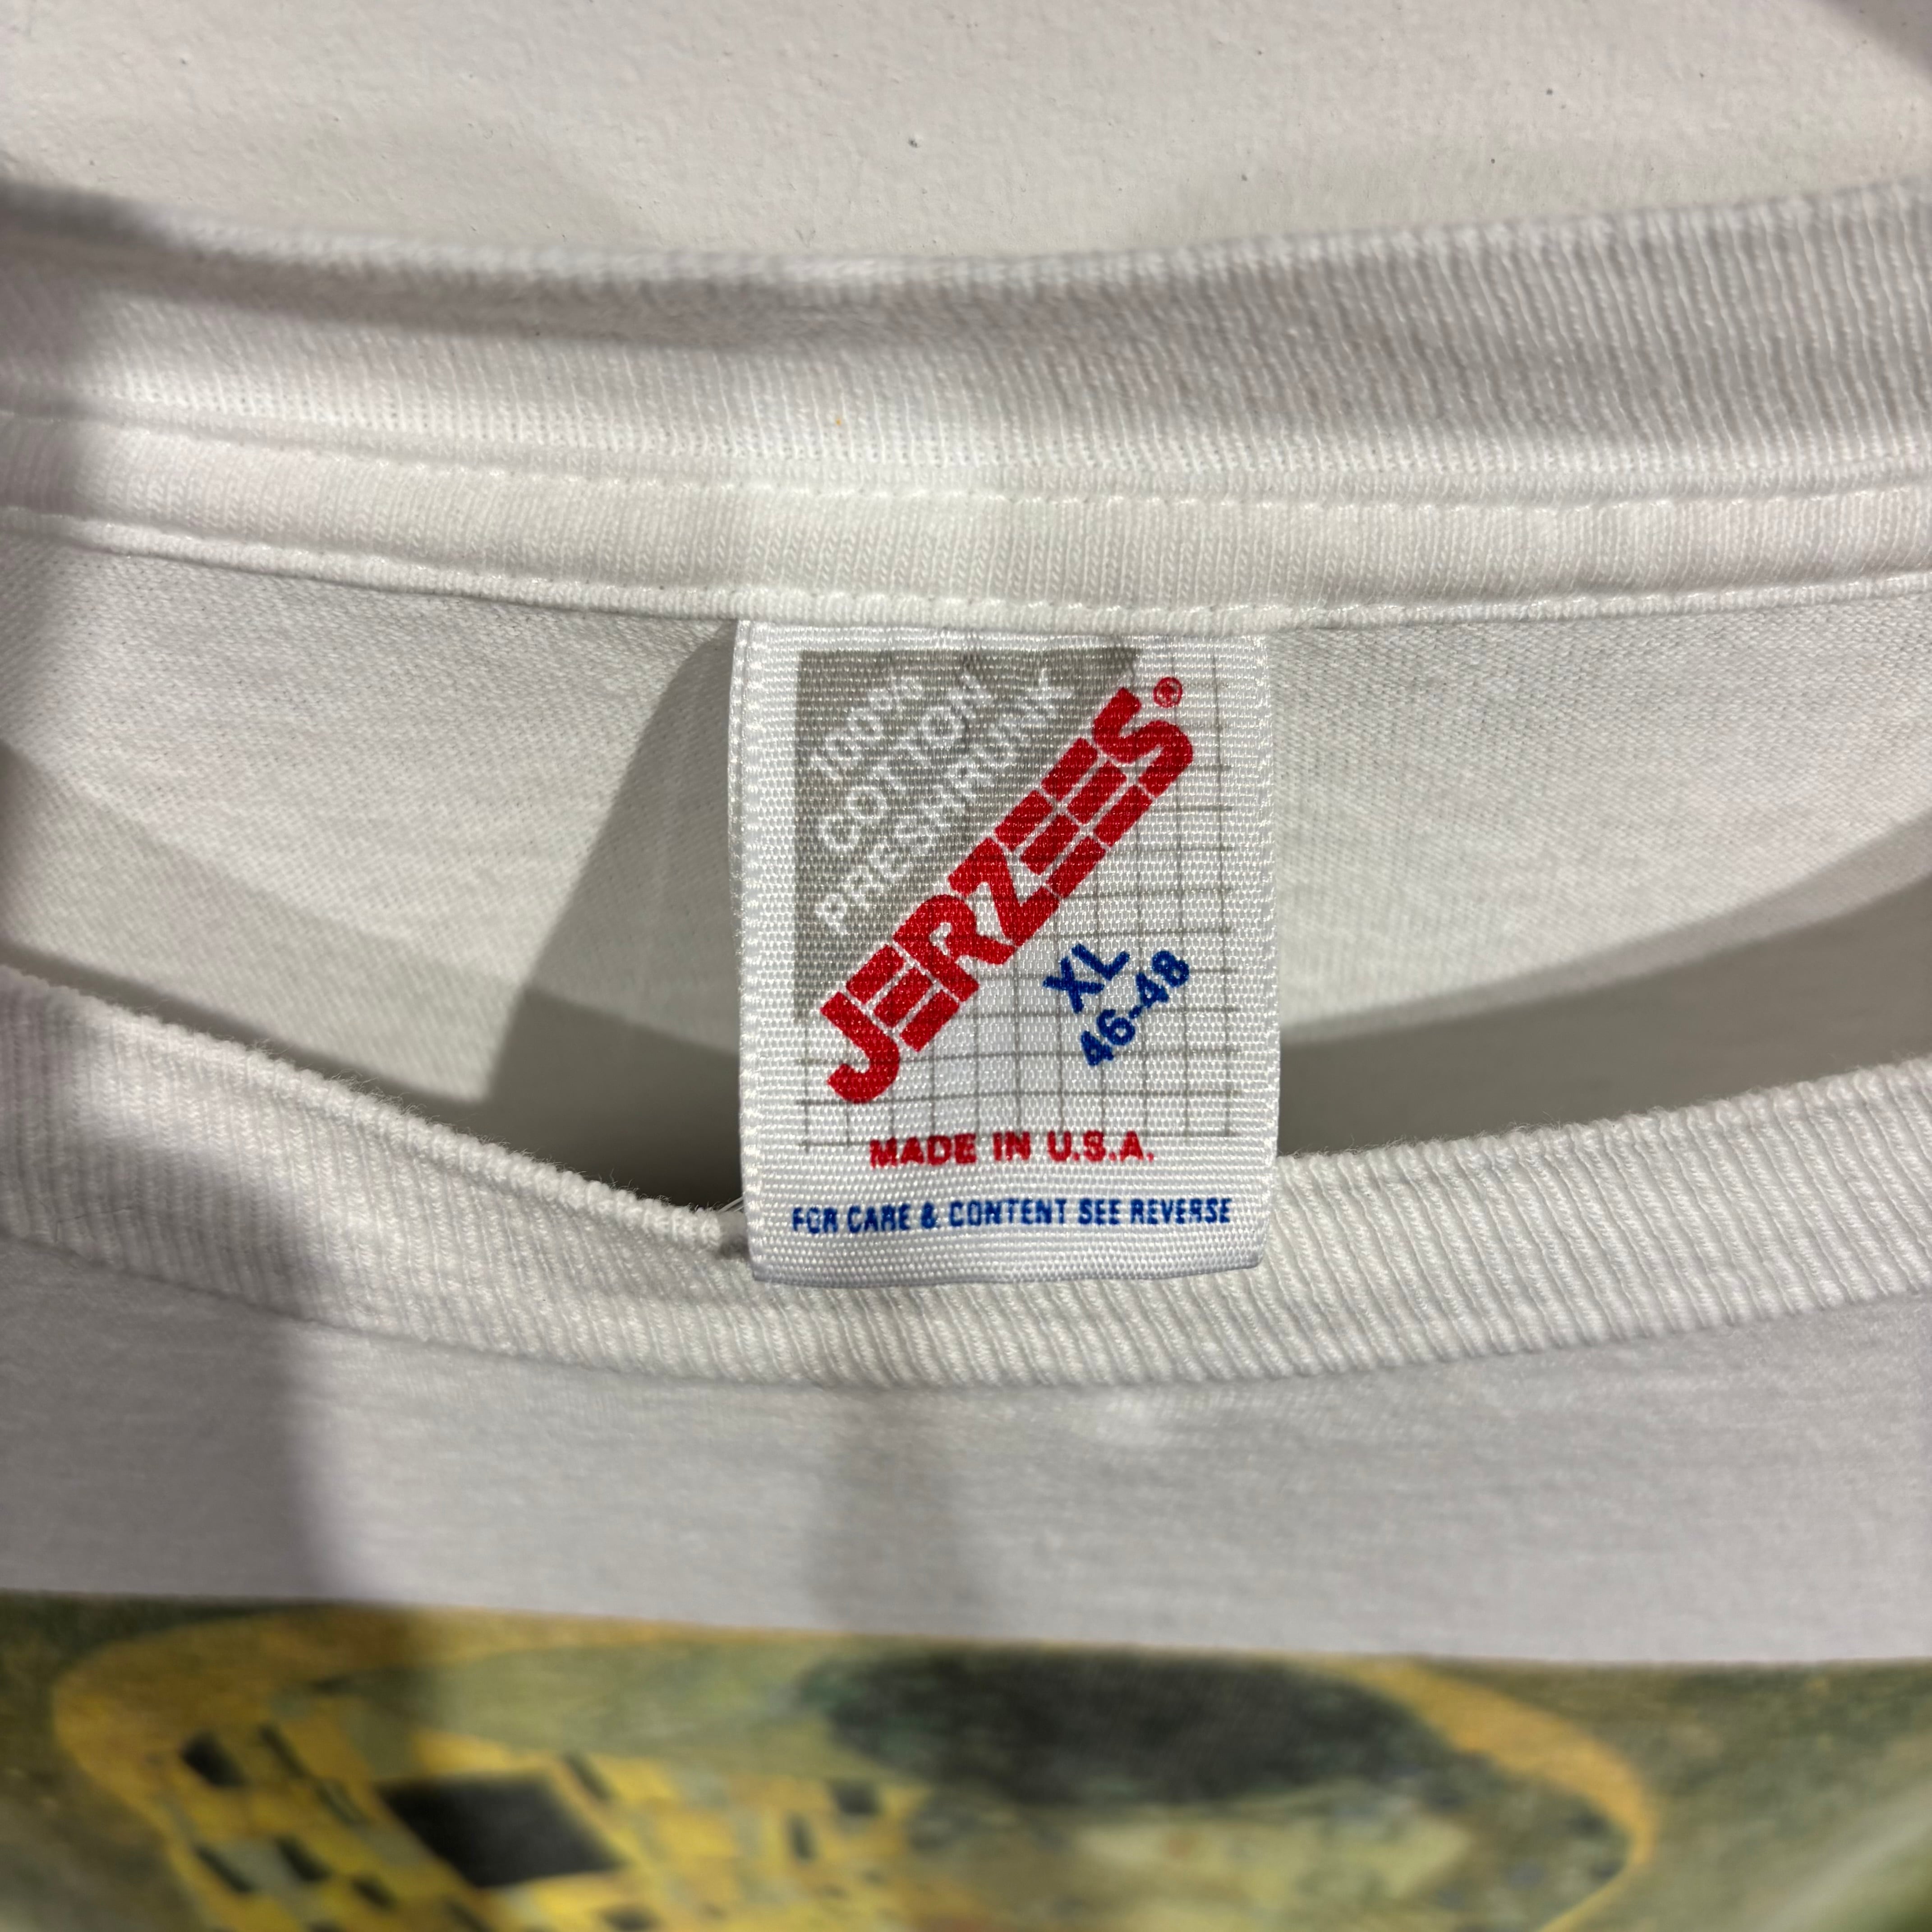 100%
COTTON
PRESHRUNK
JERZEES®
XL
46-48
MADE IN U.S.A.
FOR CARE & CONTENT SEE REVERSE